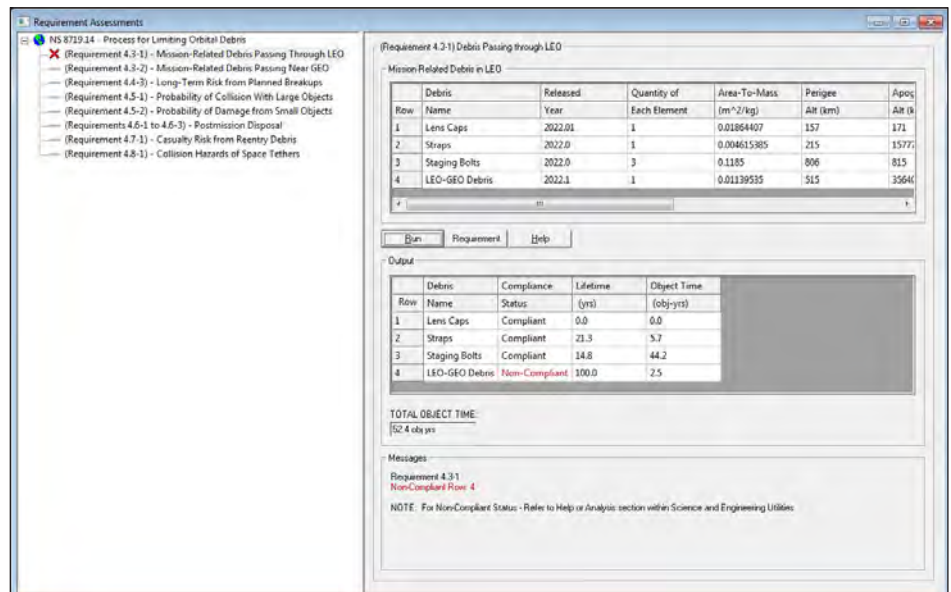 Requirement Assessments
NS 8719.14 - Process for Limiting Orbital Debris
(Requirement 4.3-1) - Mission-Related Debris Passing Through LEO
(Requirement 4.3-2) - Mission-Related Debris Passing Near GEO
(Requirement 4.4-3) - Long-Term Risk from Planned Breakups
(Requirement 4.5-1) - Probability of Collision With Large Objects
(Requirement 4.5-2) - Probability of Damage from Small Objects
(Requirements 4.6-1 to 4.6-3) - Postmission Disposal
(Requirement 4.7-1) - Casualty Risk from Reentry Debris
(Requirement 4.8-1) - Collision Hazards of Space Tethers
(Requirement 4.3-1) Debris Passing through LEO
Mission-Related Debris in LEO
Debris Released Quantity of Area-To-Mass Perigee Apog
Row Name Year Each Element (m^2/kg) Alt (km) Alt (k
1 Lens Caps 2022.01 1 0.01864407 157 171
2 Straps 2022.0 1 0.004615385 215 1577
3 Staging Bolts 2022.0 3 0.1185 806 815
4 LEO-GEO Debris 2022.1 1 0.01139535 515 3564
Run Requirement Help
Output
Debris Compliance Lifetime Object Time
Row Name Status (yrs) (obj-yrs)
1 Lens Caps Compliant 0.0 0.0
2 Straps Compliant 21.3 5.7
3 Staging Bolts Compliant 14.8 44.2
4 LEO-GEO Debris Non-Compliant 100.0 2.5
TOTAL OBJECT TIME:
52.4 obj yrs
Messages
Requirement 4.3-1
Non-Compliant Row: 4
NOTE: For Non-Compliant Status - Refer to Help or Analysis section within Science and Engineering Utilities